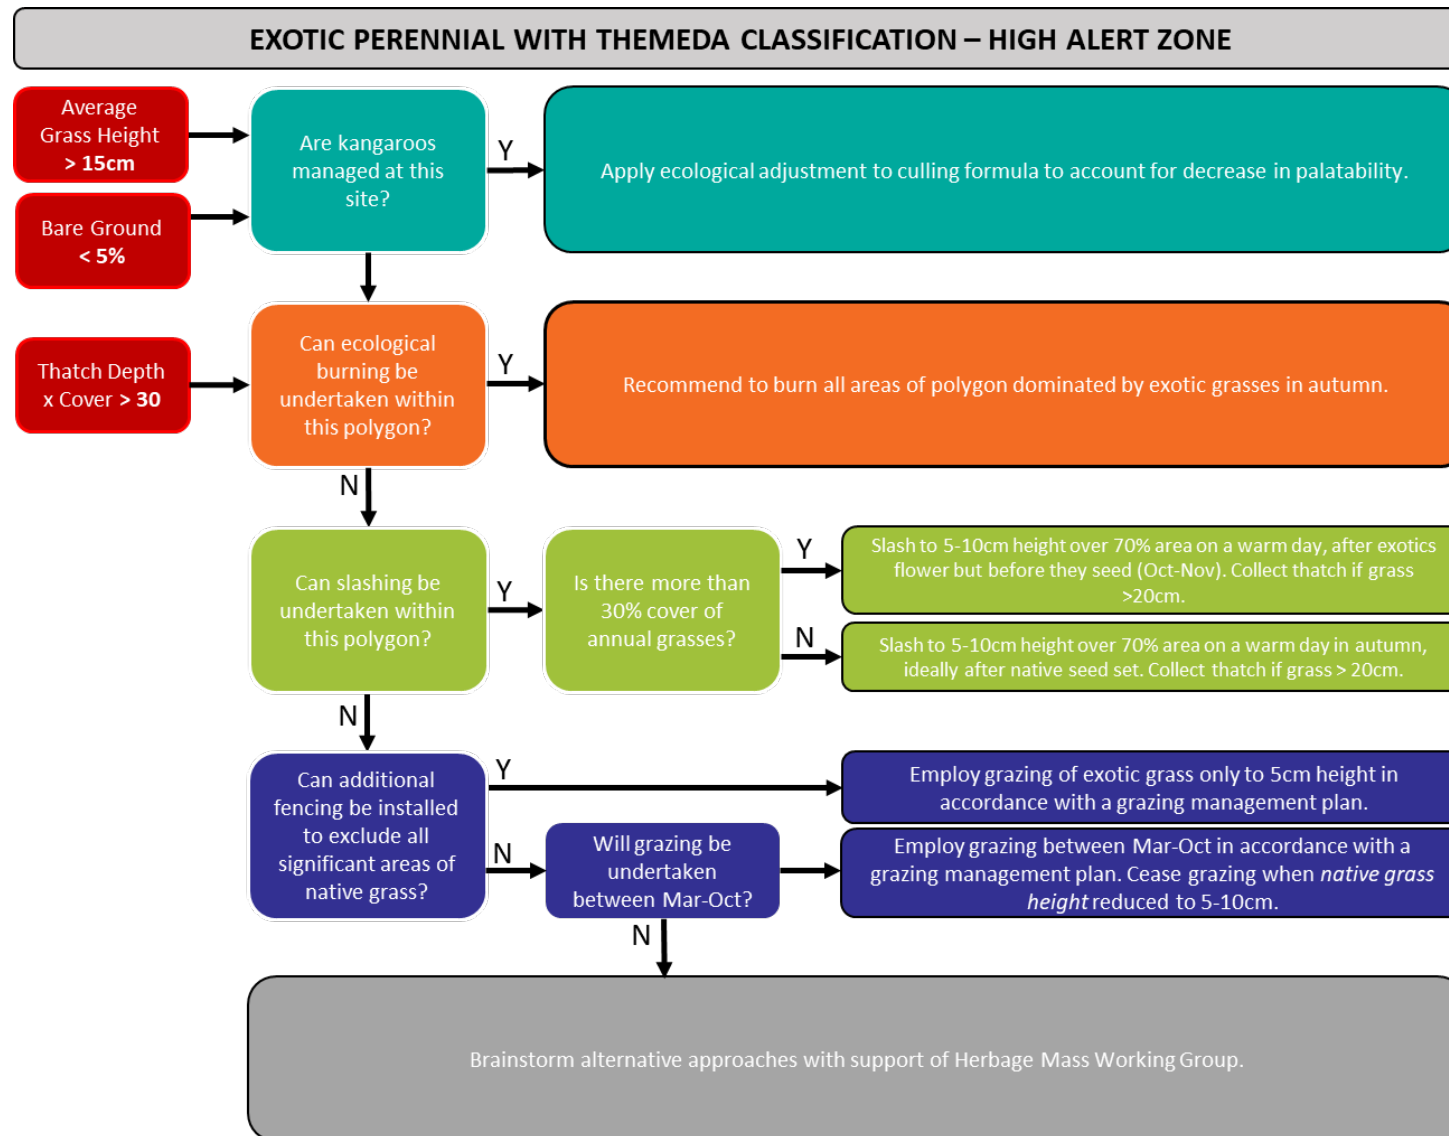 EXOTIC PERENNIAL WITH THEMEDA CLASSIFICATION – HIGH ALERT ZONE
Average
Grass Height
> 15cm
Bare Ground
< 5%
Are kangaroos
managed at this
site?
Y
Apply ecological adjustment to culling formula to account for decrease in palatability.
Thatch Depth
x Cover > 30
Can ecological
burning be
undertaken within
this polygon?
Y
Recommend to burn all areas of polygon dominated by exotic grasses in autumn.
N
Can slashing be
undertaken within
this polygon?
Y
Is there more than
30% cover of
annual grasses?
Y
Slash to 5-10cm height over 70% area on a warm day, after exotics
flower but before they seed (Oct-Nov). Collect thatch if grass
>20cm.
N
Slash to 5-10cm height over 70% area on a warm day in autumn,
ideally after native seed set. Collect thatch if grass > 20cm.
N
Can additional
fencing be installed
to exclude all
significant areas of
native grass?
Y
Employ grazing of exotic grass only to 5cm height in
accordance with a grazing management plan.
N
Will grazing be
undertaken
between Mar-Oct?
Employ grazing between Mar-Oct in accordance with a
grazing management plan. Cease grazing when native grass
height reduced to 5-10cm.
N
Brainstorm alternative approaches with support of Herbage Mass Working Group.